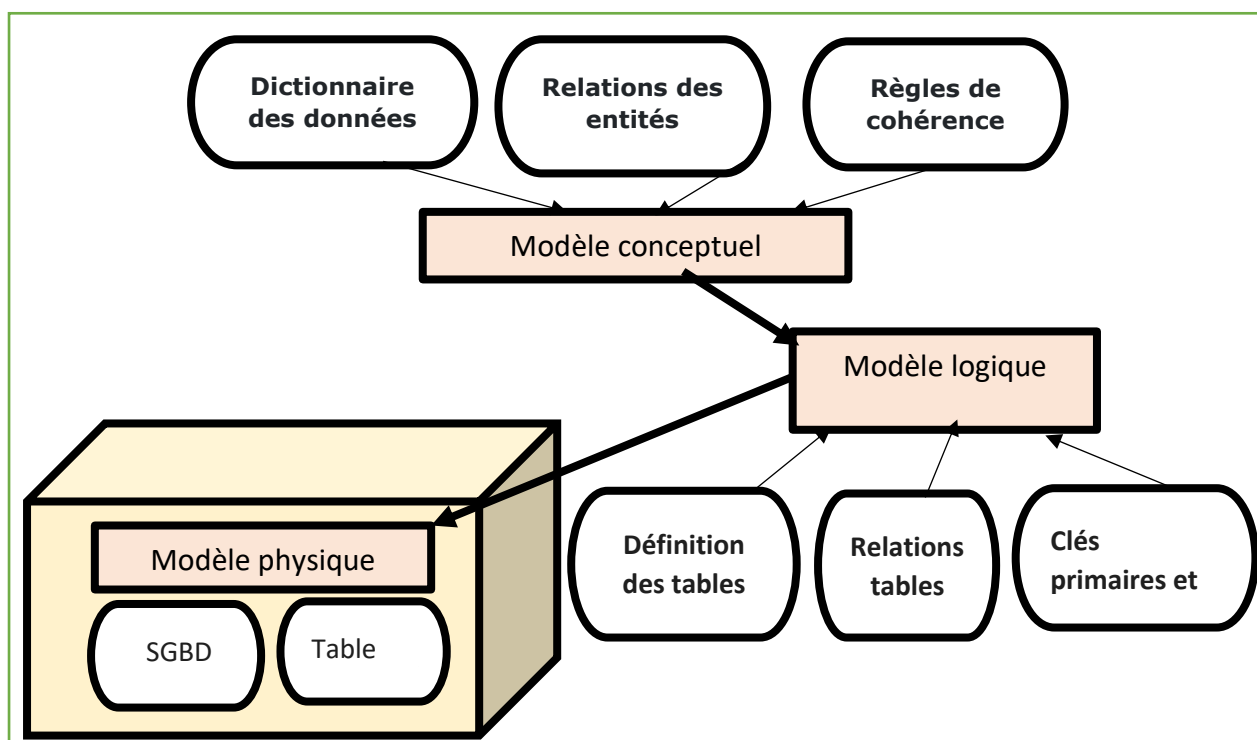 Dictionnaire
des données
Relations des
entités
Règles de
cohérence
Modèle conceptuel
Modèle logique
Modèle physique
SGBD
Table
Définition
des tables
Relations
tables
Clés
primaires et